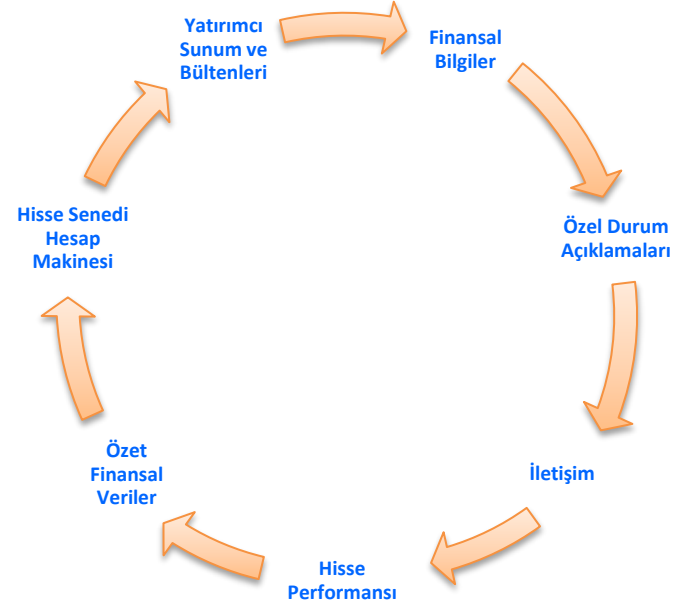 Yatırımcı
Sunum ve
Bültenleri
Finansal
Bilgiler
Özel Durum
Açıklamaları
İletişim
Hisse
Performansı
Özet
Finansal
Veriler
Hisse Senedi
Hesap
Makinesi